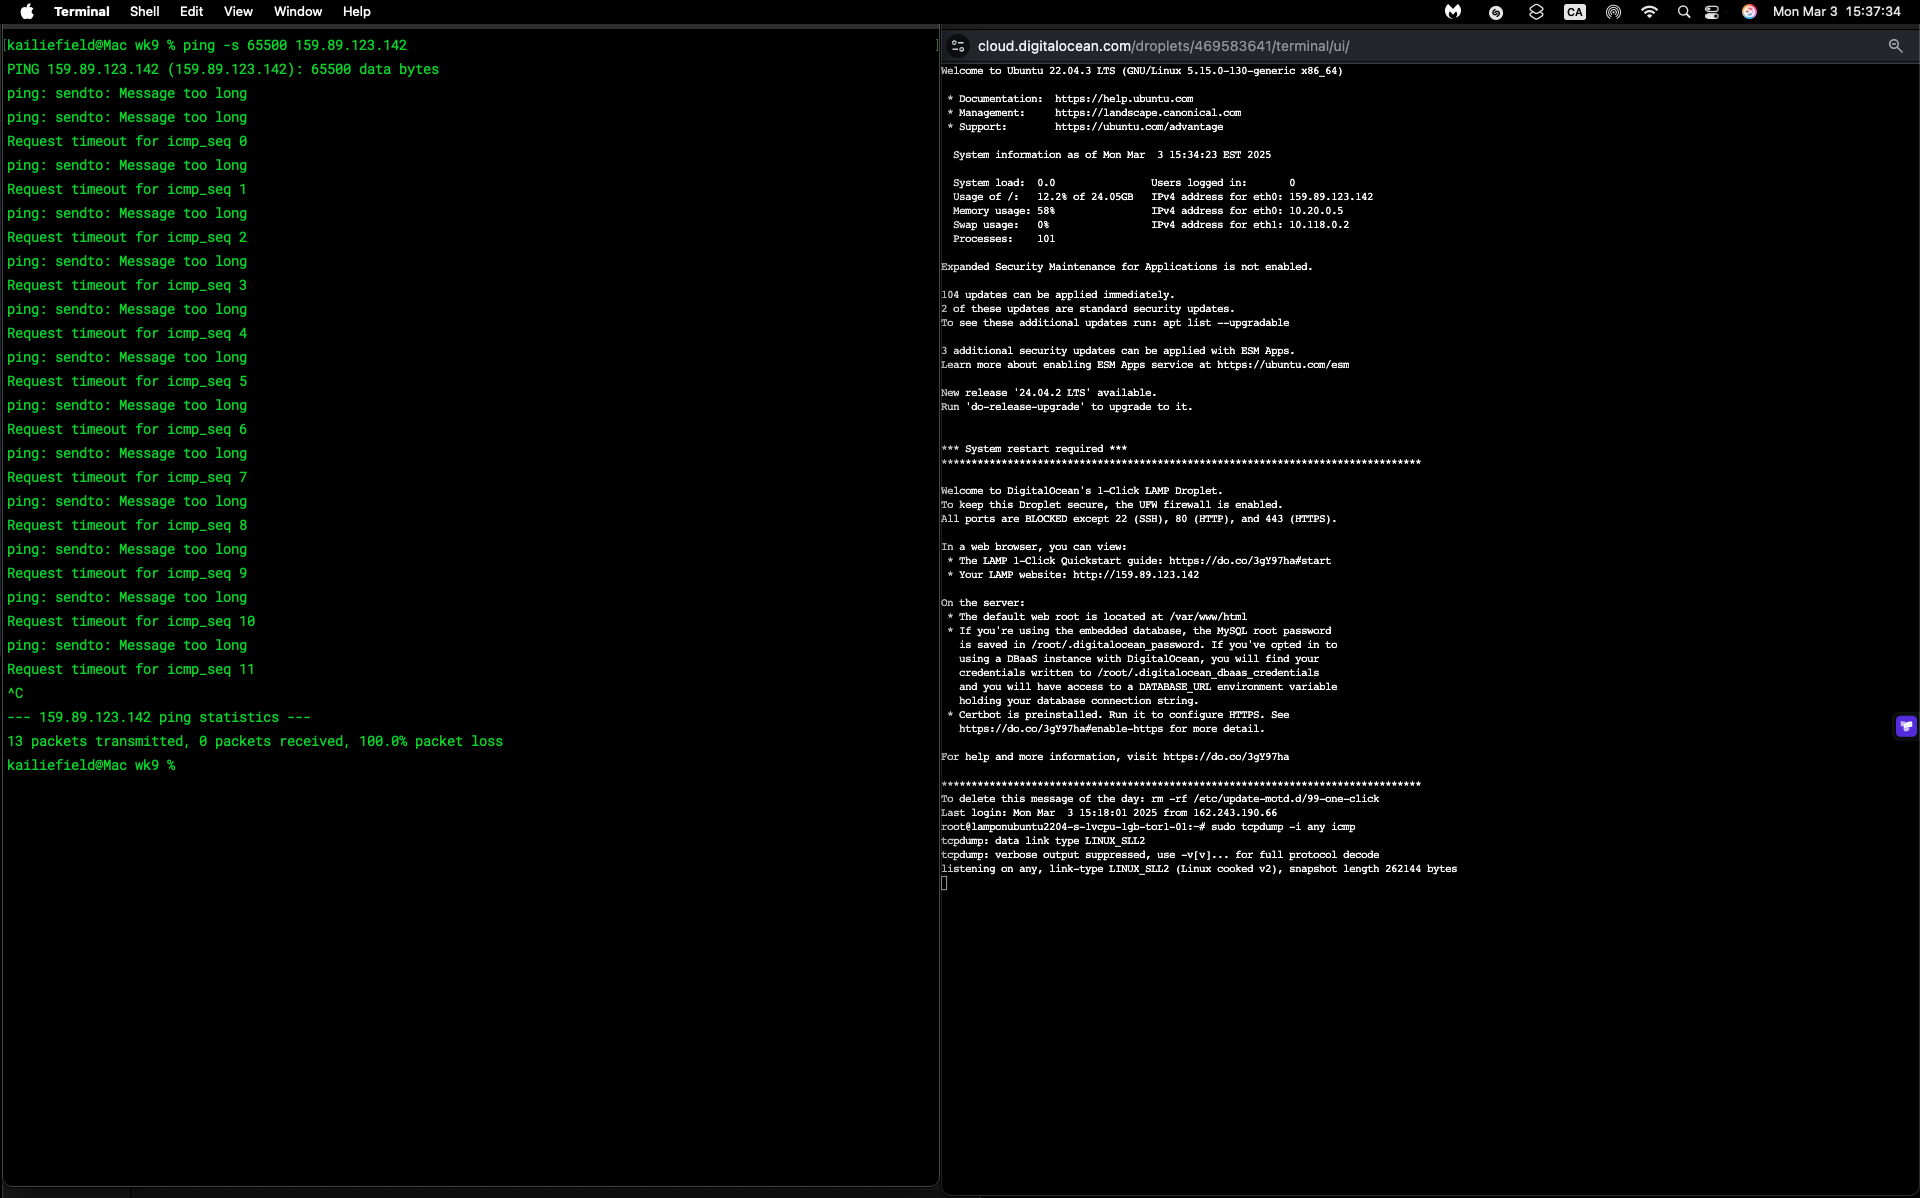 Terminal Shell Edit View Window Help CA Mon Mar 3 15:37:34
[kailiefield@Mac wk9 % ping -s 65500 159.89.123.142 ]
PING 159.89.123.142 (159.89.123.142): 65500 data bytes
ping: sendto: Message too long
ping: sendto: Message too long
Request timeout for icmp_seq 0
ping: sendto: Message too long
Request timeout for icmp_seq 1
ping: sendto: Message too long
Request timeout for icmp_seq 2
ping: sendto: Message too long
Request timeout for icmp_seq 3
ping: sendto: Message too long
Request timeout for icmp_seq 4
ping: sendto: Message too long
Request timeout for icmp_seq 5
ping: sendto: Message too long
Request timeout for icmp_seq 6
ping: sendto: Message too long
Request timeout for icmp_seq 7
ping: sendto: Message too long
Request timeout for icmp_seq 8
ping: sendto: Message too long
Request timeout for icmp_seq 9
ping: sendto: Message too long
Request timeout for icmp_seq 10
ping: sendto: Message too long
Request timeout for icmp_seq 11
^C
--- 159.89.123.142 ping statistics ---
13 packets transmitted, 0 packets received, 100.0% packet loss
kailiefield@Mac wk9 %
cloud.digitalocean.com/droplets/469583641/terminal/ui/
Welcome to Ubuntu 22.04.3 LTS (GNU/Linux 5.15.0-130-generic x86_64)
* Documentation: https://help.ubuntu.com
* Management: https://landscape.canonical.com
* Support: https://ubuntu.com/advantage
System information as of Mon Mar 3 15:34:23 EST 2025
System load: 0.0 Users logged in: 0
Usage of /: 12.2% of 24.05GB IPv4 address for eth0: 159.89.123.142
Memory usage: 58% IPv4 address for eth0: 10.20.0.5
Swap usage: 0% IPv4 address for eth1: 10.118.0.2
Processes: 101
Expanded Security Maintenance for Applications is not enabled.
104 updates can be applied immediately.
2 of these updates are standard security updates.
To see these additional updates run: apt list --upgradable
3 additional security updates can be applied with ESM Apps.
Learn more about enabling ESM Apps service at https://ubuntu.com/esm
New release '24.04.2 LTS' available.
Run 'do-release-upgrade' to upgrade to it.
*** System restart required ***
********************************************************************************
Welcome to DigitalOcean's 1-Click LAMP Droplet.
To keep this Droplet secure, the UFW firewall is enabled.
All ports are BLOCKED except 22 (SSH), 80 (HTTP), and 443 (HTTPS).
In a web browser, you can view:
* The LAMP 1-Click Quickstart guide: https://do.co/3gY97ha#start
* Your LAMP website: http://159.89.123.142
On the server:
* The default web root is located at /var/www/html
* If you're using the embedded database, the MySQL root password
is saved in /root/.digitalocean_password. If you've opted in to
using a DBaaS instance with DigitalOcean, you will find your
credentials written to /root/.digitalocean_dbaas_credentials
and you will have access to a DATABASE_URL environment variable
holding your database connection string.
* Certbot is preinstalled. Run it to configure HTTPS. See
https://do.co/3gY97ha#enable-https for more detail.
For help and more information, visit https://do.co/3gY97ha
********************************************************************************
To delete this message of the day: rm -rf /etc/update-motd.d/99-one-click
Last login: Mon Mar 3 15:18:01 2025 from 162.243.190.66
root@lamponubuntu2204-s-1vcpu-1gb-tor1-01:~# sudo tcpdump -i any icmp
tcpdump: data link type LINUX_SLL2
tcpdump: verbose output suppressed, use -v[v]... for full protocol decode
listening on any, link-type LINUX_SLL2 (Linux cooked v2), snapshot length 262144 bytes